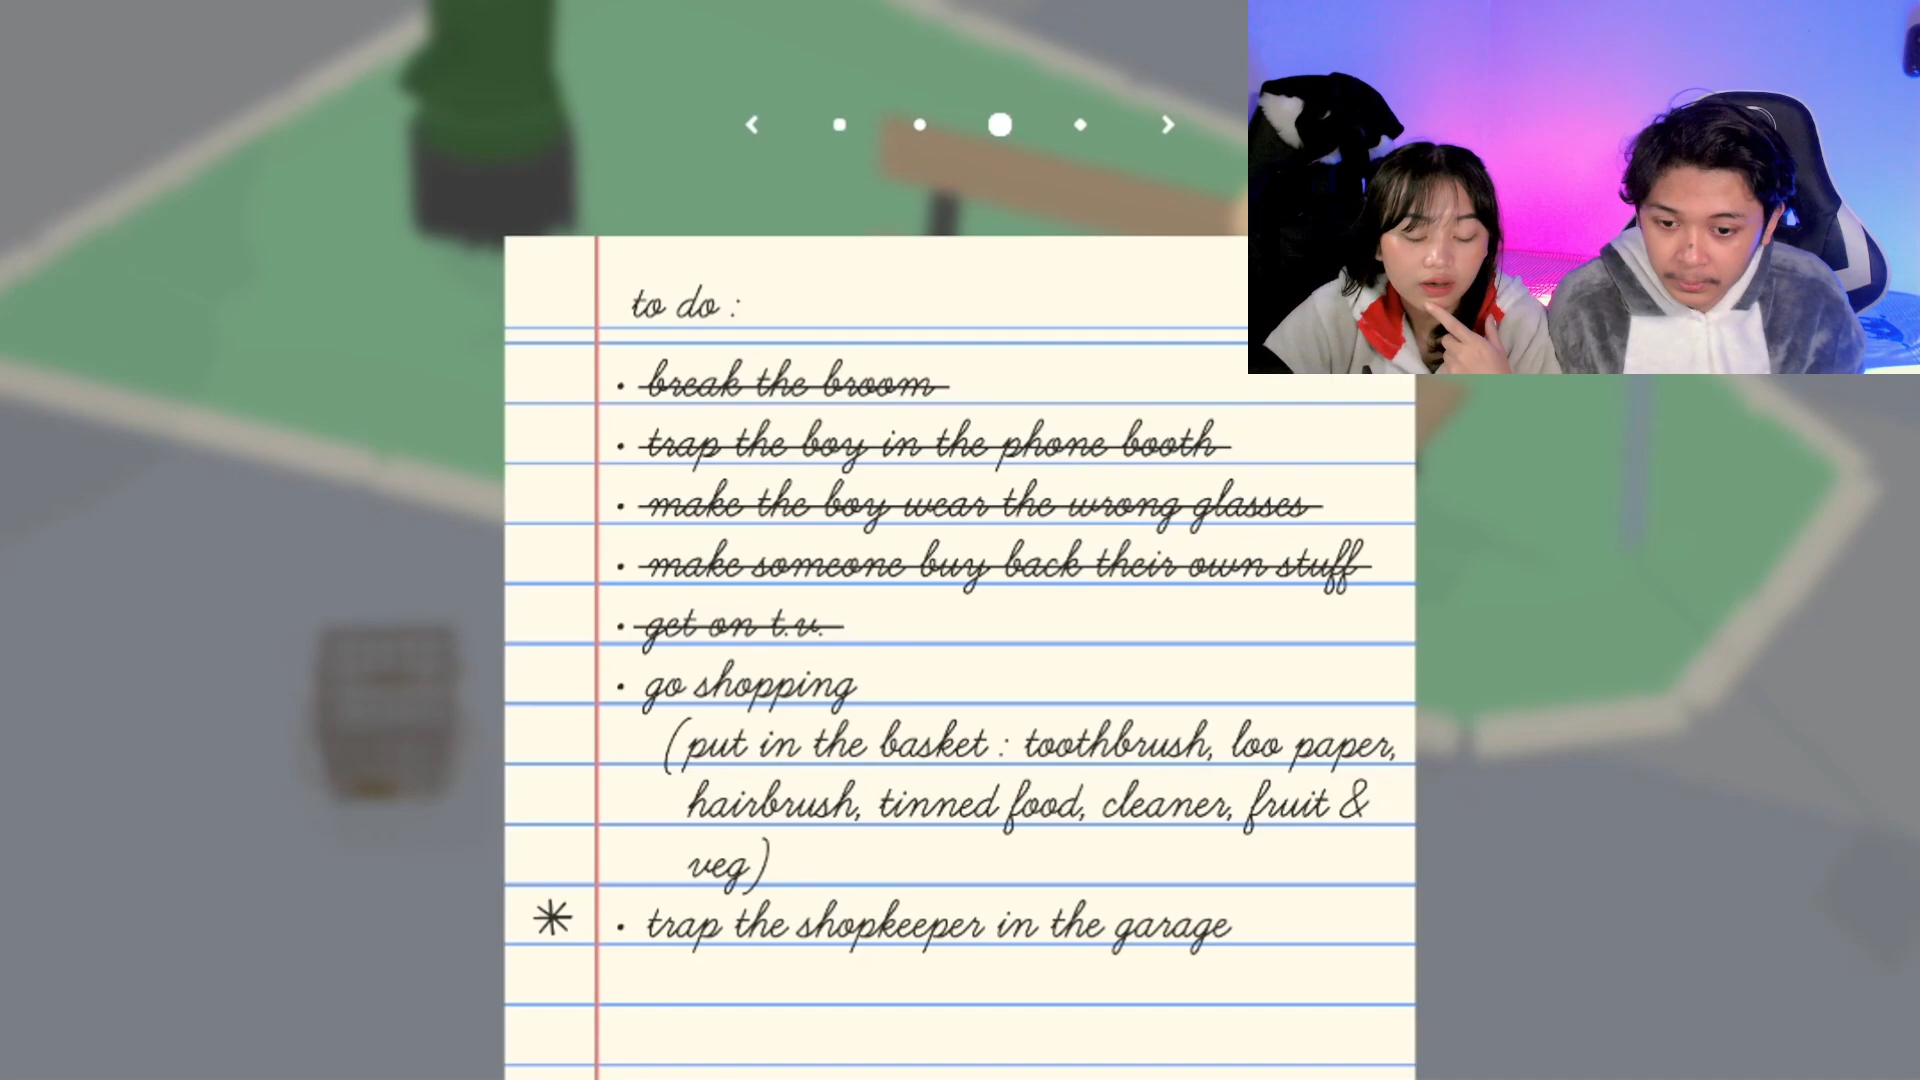 to do :
• break the broom
• trap the boy in the phone booth
• make the boy wear the wrong glasses
• make someone buy back their own stuff
• get on t.v.
• go shopping
(put in the basket : toothbrush, loo paper,
hairbrush, tinned food, cleaner, fruit &
veg)
* • trap the shopkeeper in the garage